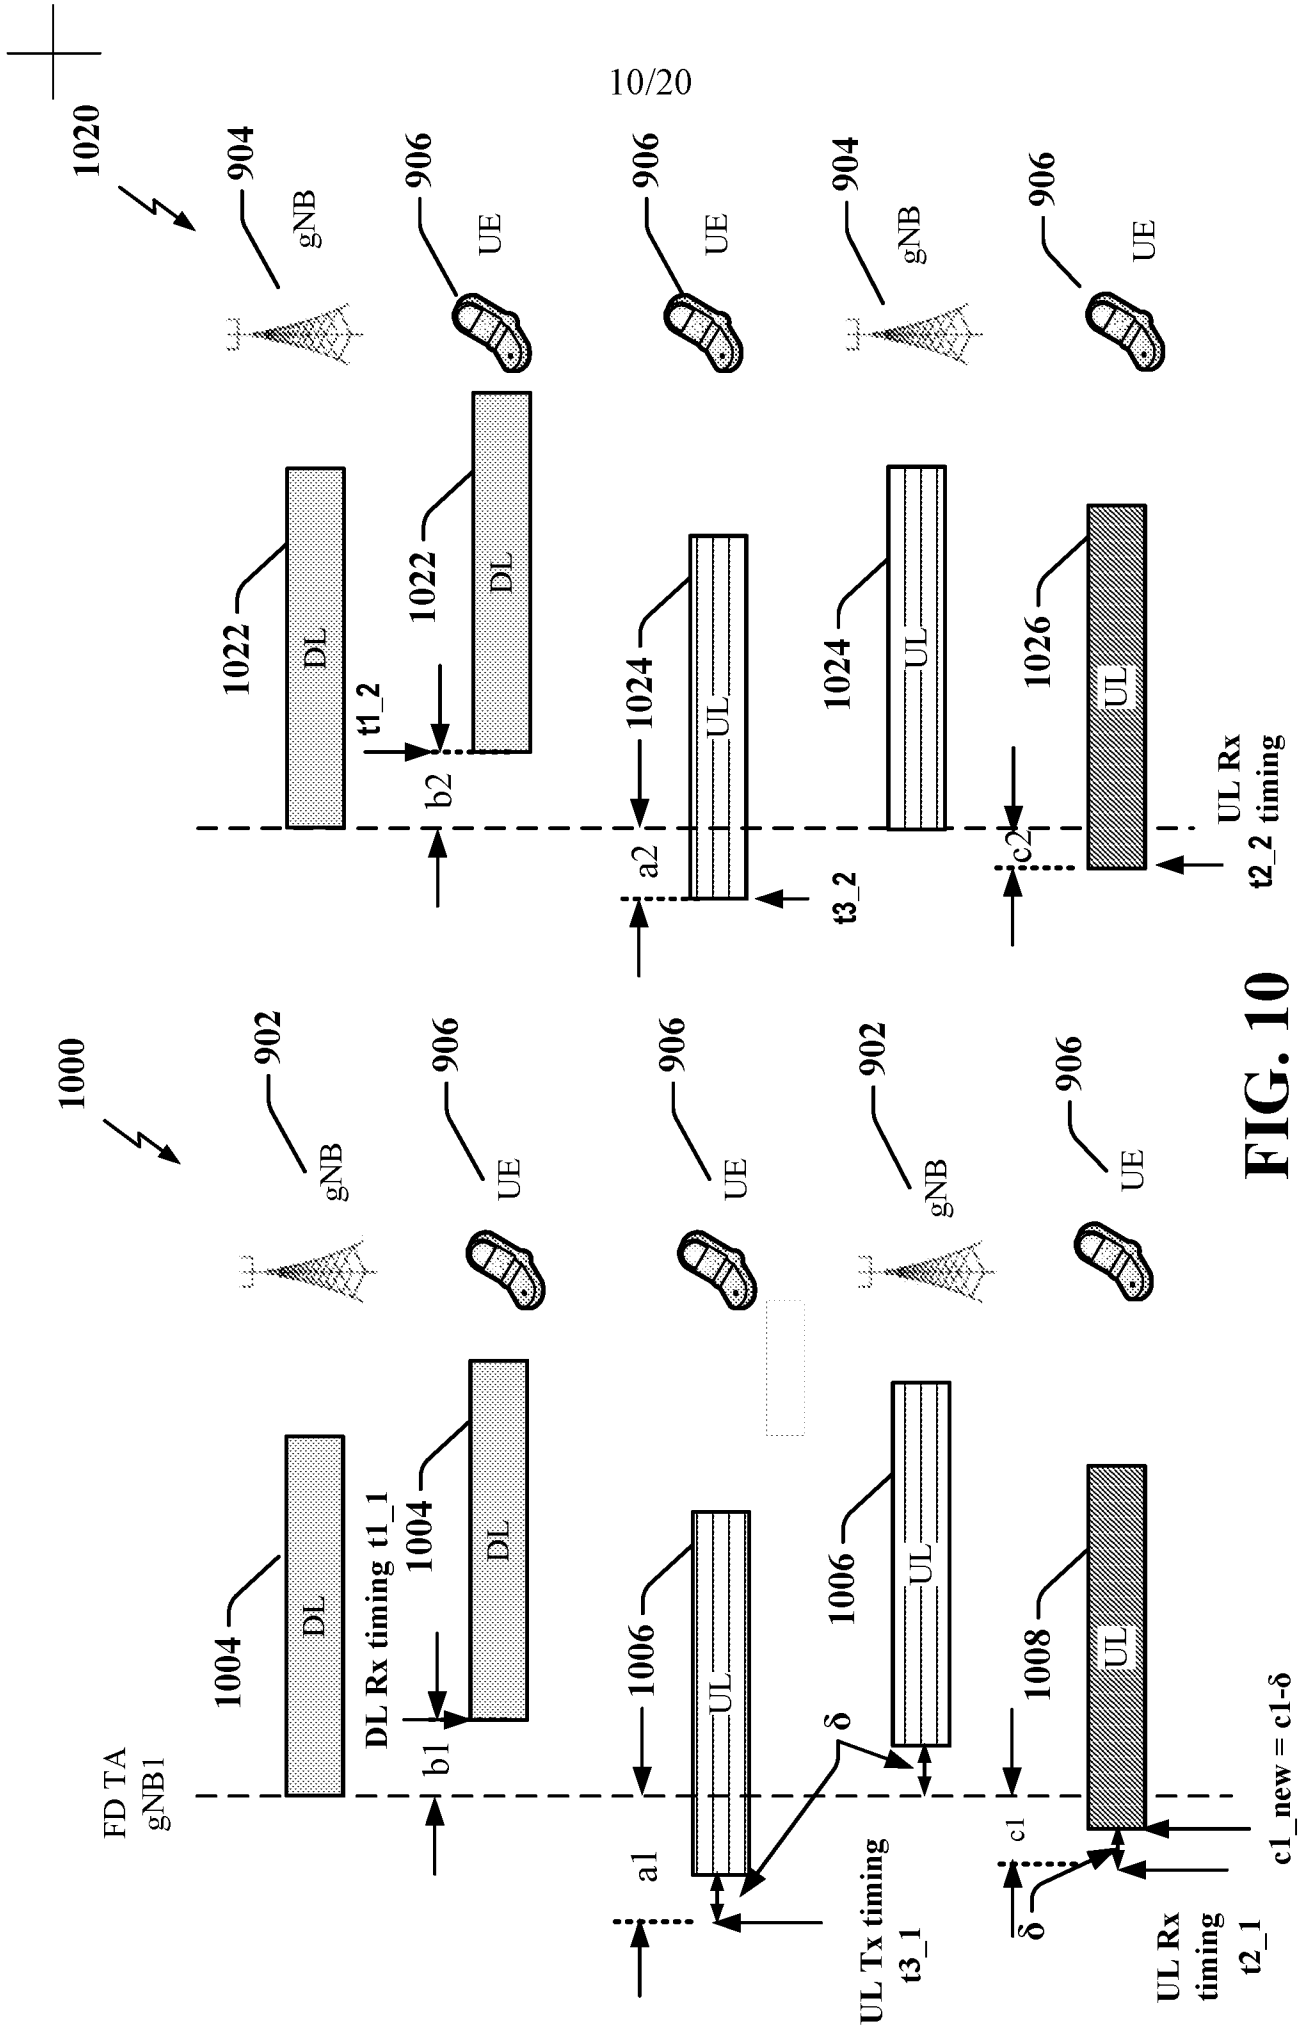 10/20
1000
FD TA
gNB1
1004
DL
gNB
902
DL Rx timing t1_1
b1
1004
DL
UE
906
a1
1006
UL
UE
906
δ
UL Tx timing
t3_1
1006
UL
gNB
902
c1
1008
UL
UE
906
δ
UL Rx
timing
t2_1
c1_new = c1-δ
1020
1022
DL
gNB
904
t1_2
b2
1022
DL
UE
906
a2
1024
UL
UE
906
t3_2
1024
UL
gNB
904
c2
1026
UL
UE
906
UL Rx
t2_2 timing
FIG. 10